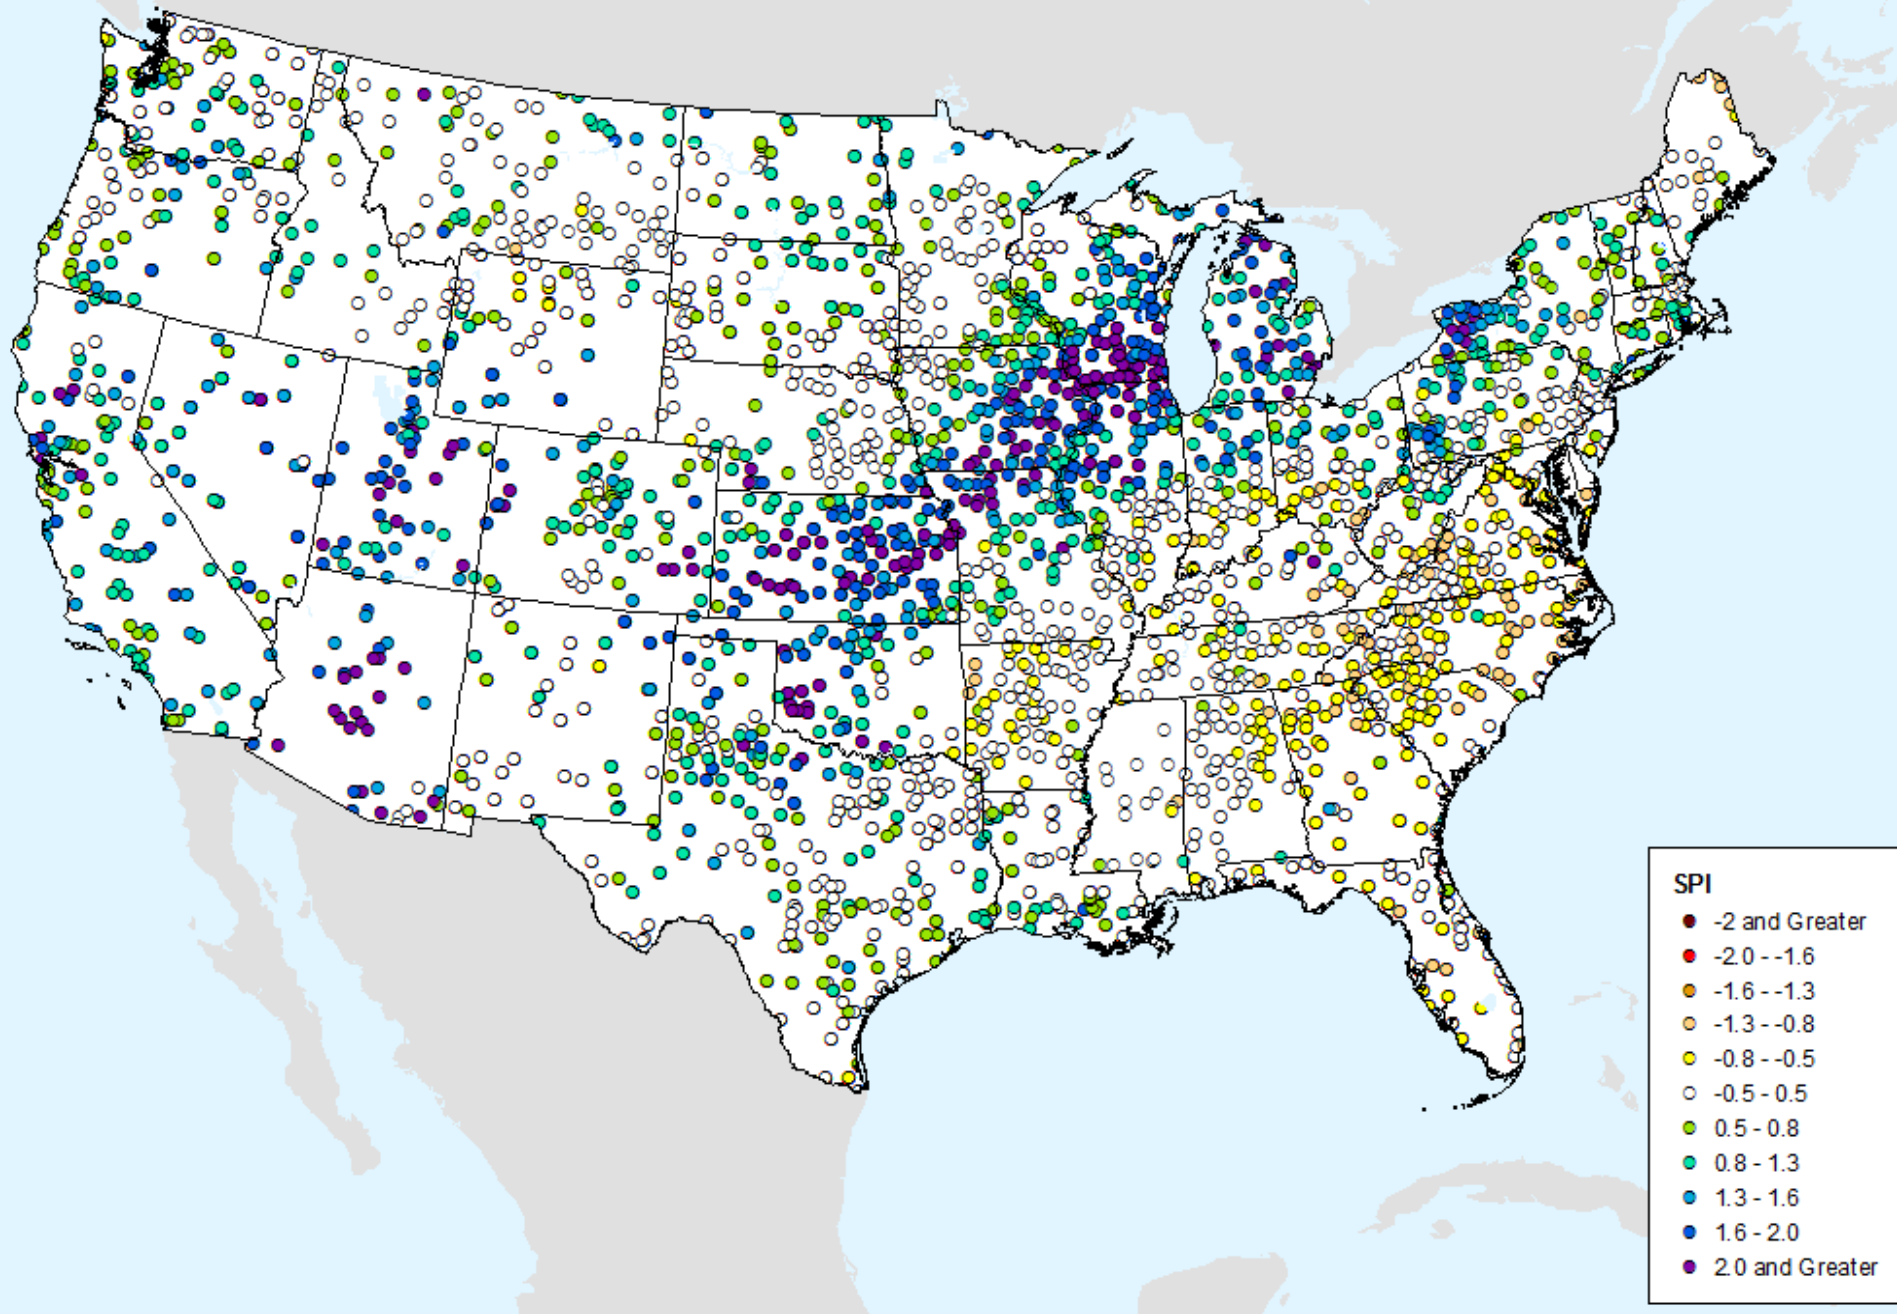 SPI
-2 and Greater
-2.0 - -1.6
-1.6 - -1.3
-1.3 - -0.8
-0.8 - -0.5
-0.5 - 0.5
0.5 - 0.8
0.8 - 1.3
1.3 - 1.6
1.6 - 2.0
2.0 and Greater